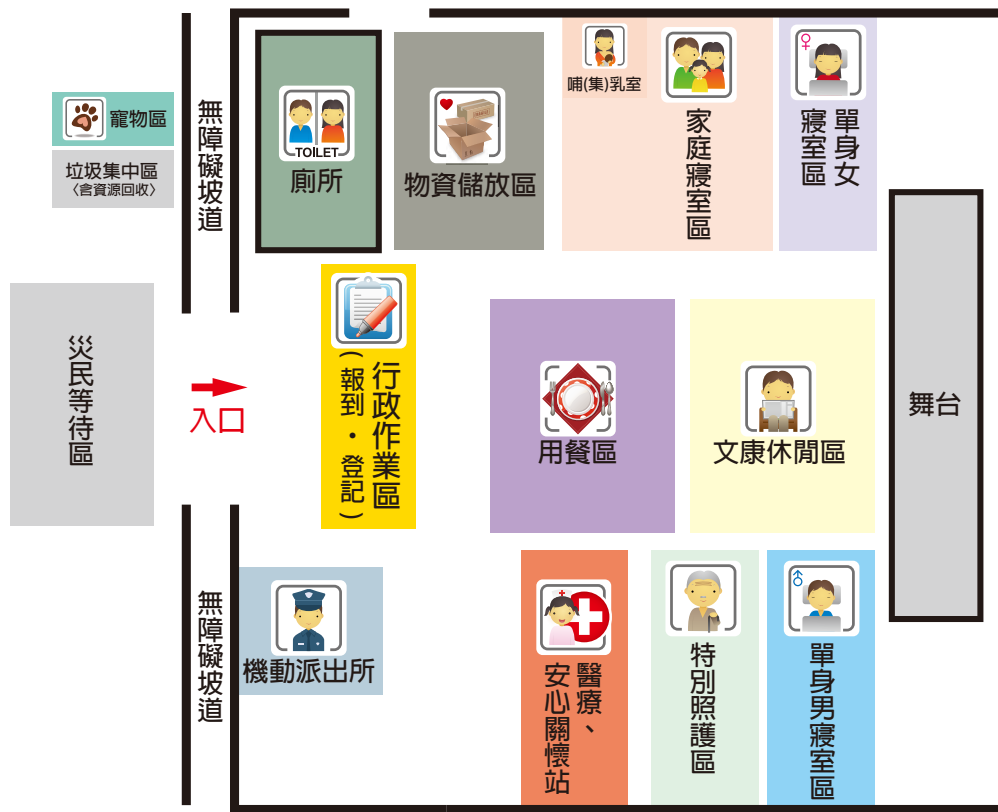 寵物區
垃圾集中區
〈含資源回收〉
無障礙坡道
TOILET
廁所
物資儲放區
哺(集)乳室
家庭寢室區
♀
單身女
寢室區
災民等待區
入口
行政作業區
(報到・登記)
用餐區
文康休閒區
舞台
無障礙坡道
機動派出所
醫療、
安心關懷站
特別照護區
♂
單身男寢室區